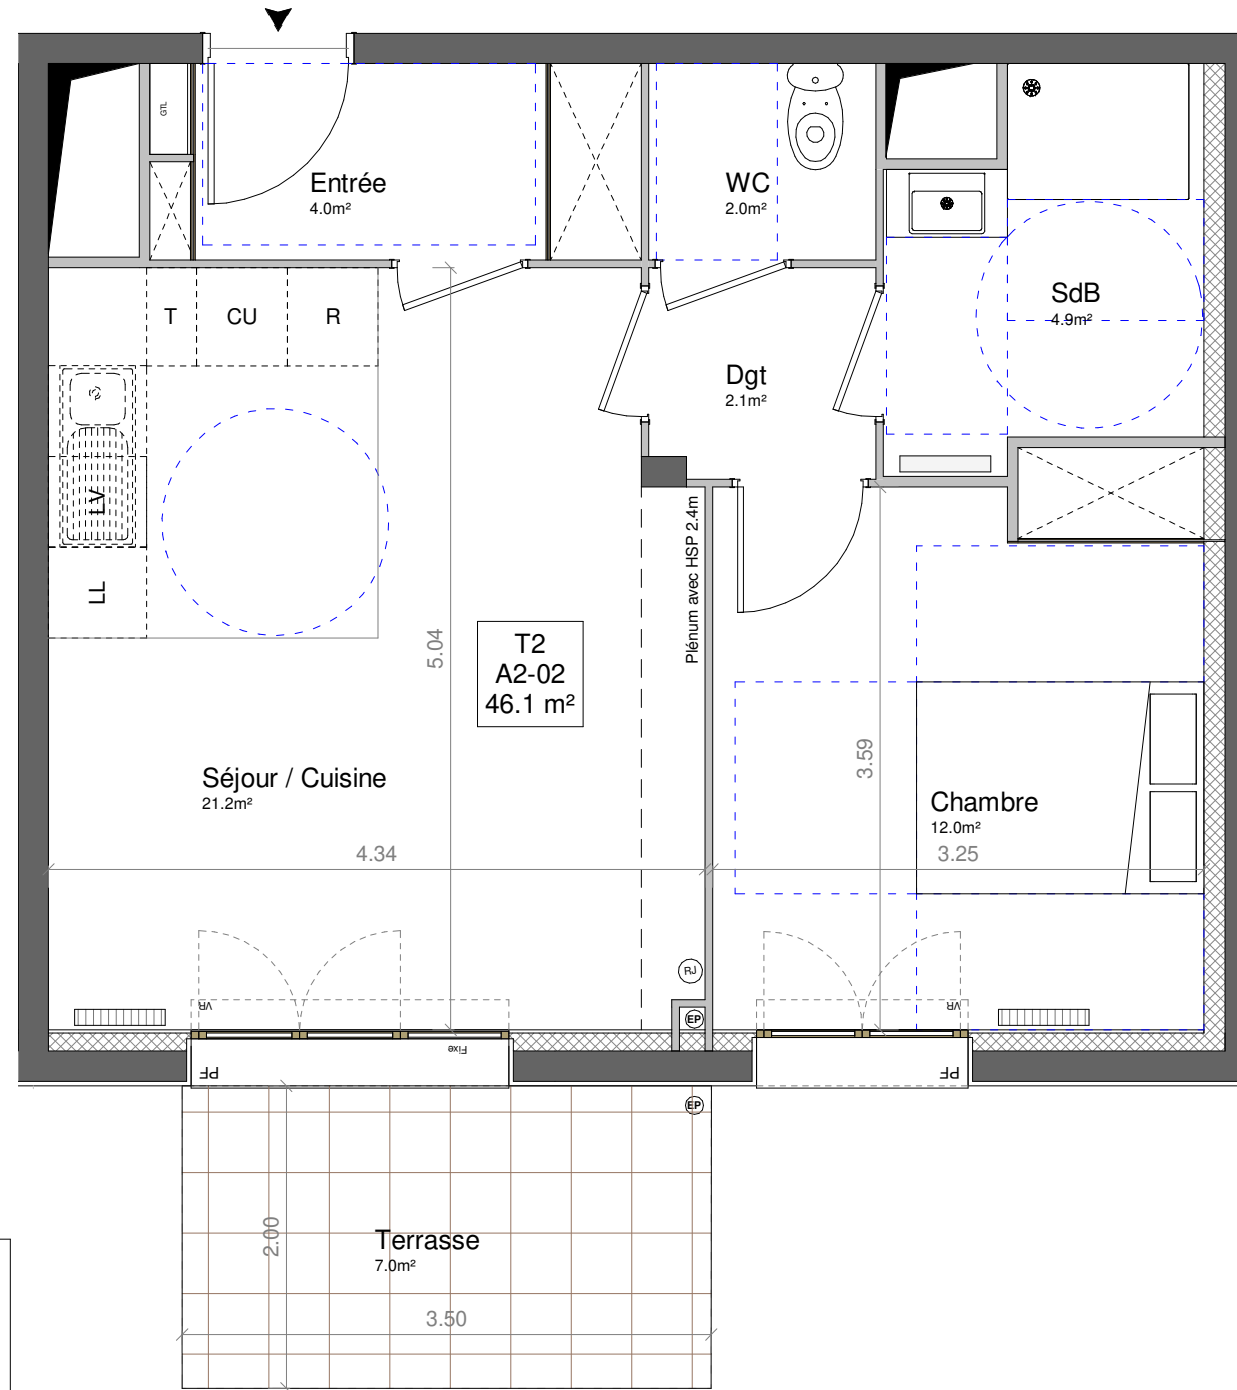 GTL
Entrée
4.0m²
WC
2.0m²
SdB
4.9m²
T
CU
R
Dgt
2.1m²
LV
LL
Plénum avec HSP 2.4m
5.04
T2
A2-02
46.1 m²
3.59
Séjour / Cuisine
21.2m²
Chambre
12.0m²
4.34
3.25
RJ
VR
VR
EP
Fixe
PF
PF
EP
2.00
Terrasse
7.0m²
3.50